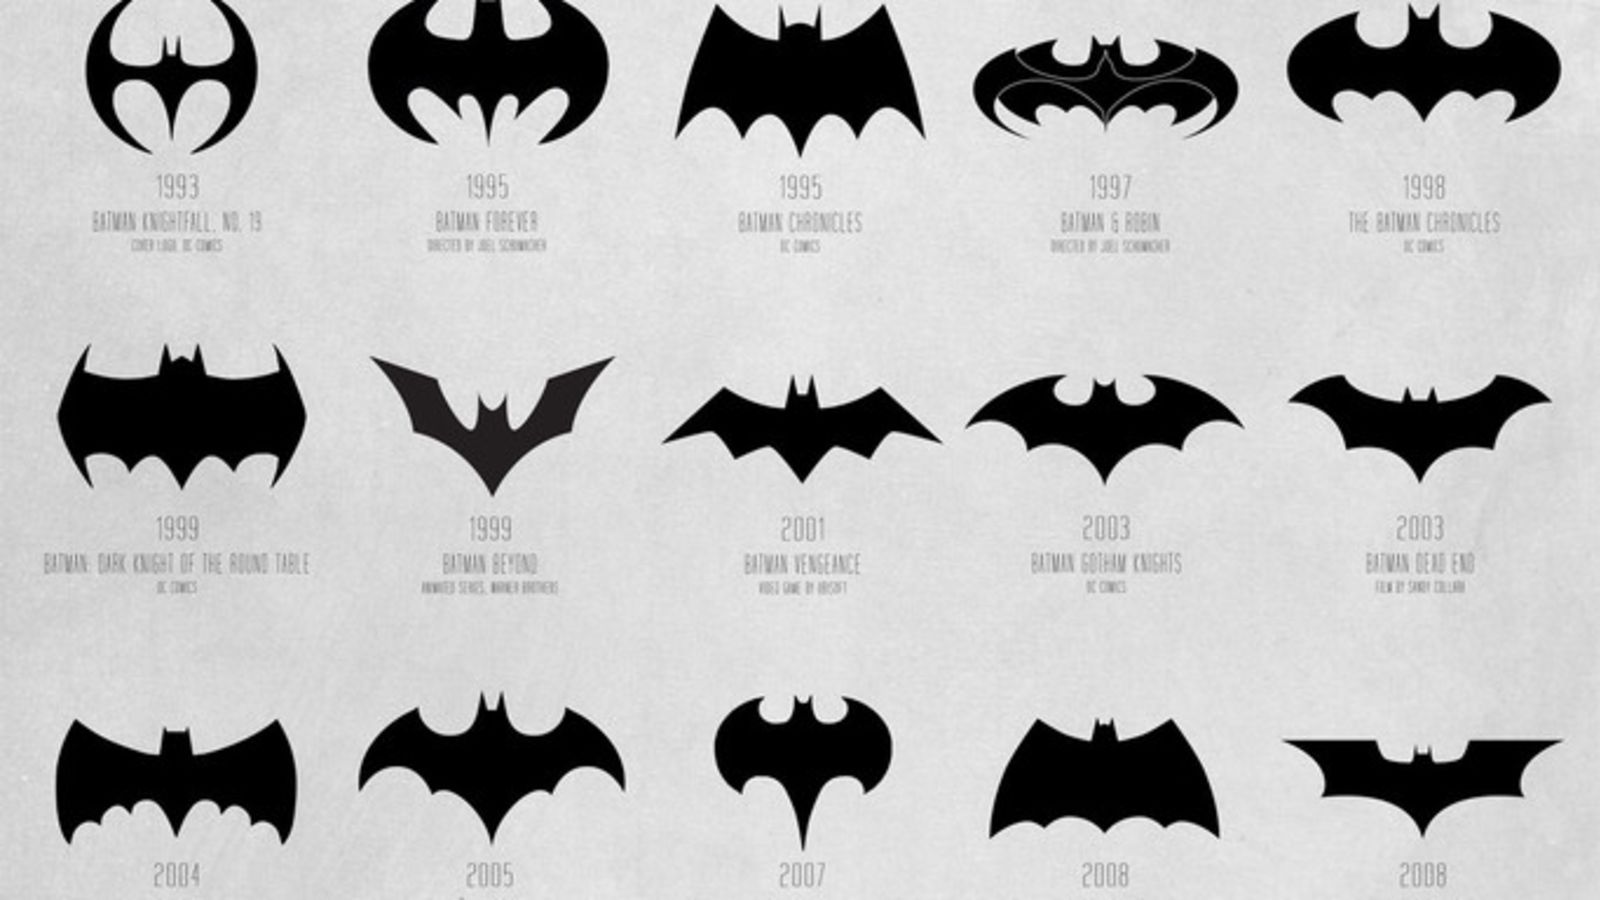 1993
BATMAN KNIGHTFALL, NO. 19
COVER LOGO, DC COMICS
1995
BATMAN FOREVER
DIRECTED BY JOEL SCHUMACHER
1995
BATMAN CHRONICLES
DC COMICS
1997
BATMAN & ROBIN
DIRECTED BY JOEL SCHUMACHER
1998
THE BATMAN CHRONICLES
DC COMICS
1999
BATMAN: DARK KNIGHT OF THE ROUND TABLE
DC COMICS
1999
BATMAN BEYOND
ANIMATED SERIES, WARNER BROTHERS
2001
BATMAN VENGEANCE
VIDEO GAME BY UBISOFT
2003
BATMAN GOTHAM KNIGHTS
DC COMICS
2003
BATMAN DEAD END
FILM BY SANDY COLLORA
2004
2005
2007
2008
2008